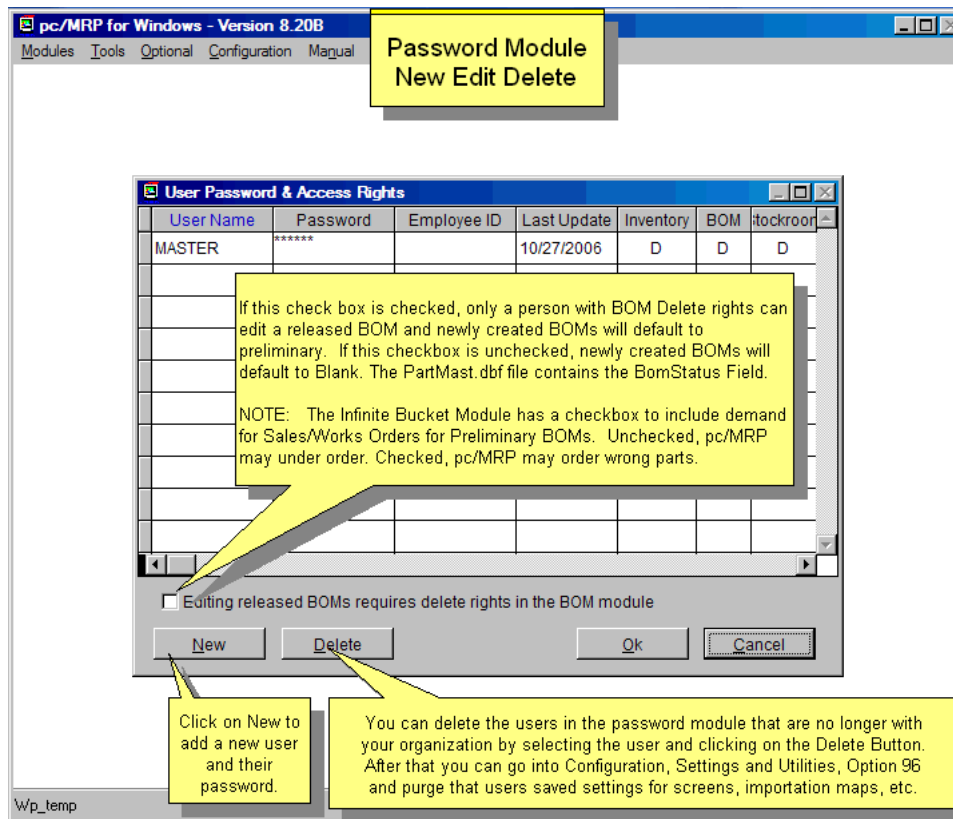 pc/MRP for Windows - Version 8.20B
Modules Tools Optional Configuration Manual
Password Module
New Edit Delete
User Password & Access Rights
User Name Password Employee ID Last Update Inventory BOM Stockroom
MASTER ****** 10/27/2006 D D D
If this check box is checked, only a person with BOM Delete rights can
edit a released BOM and newly created BOMs will default to
preliminary. If this checkbox is unchecked, newly created BOMs will
default to Blank. The PartMast.dbf file contains the BomStatus Field.
NOTE: The Infinite Bucket Module has a checkbox to include demand
for Sales/Works Orders for Preliminary BOMs. Unchecked, pc/MRP
may under order. Checked, pc/MRP may order wrong parts.
Editing released BOMs requires delete rights in the BOM module
New Delete Ok Cancel
Click on New to
add a new user
and their
password.
You can delete the users in the password module that are no longer with
your organization by selecting the user and clicking on the Delete Button.
After that you can go into Configuration, Settings and Utilities, Option 96
and purge that users saved settings for screens, importation maps, etc.
Wp_temp